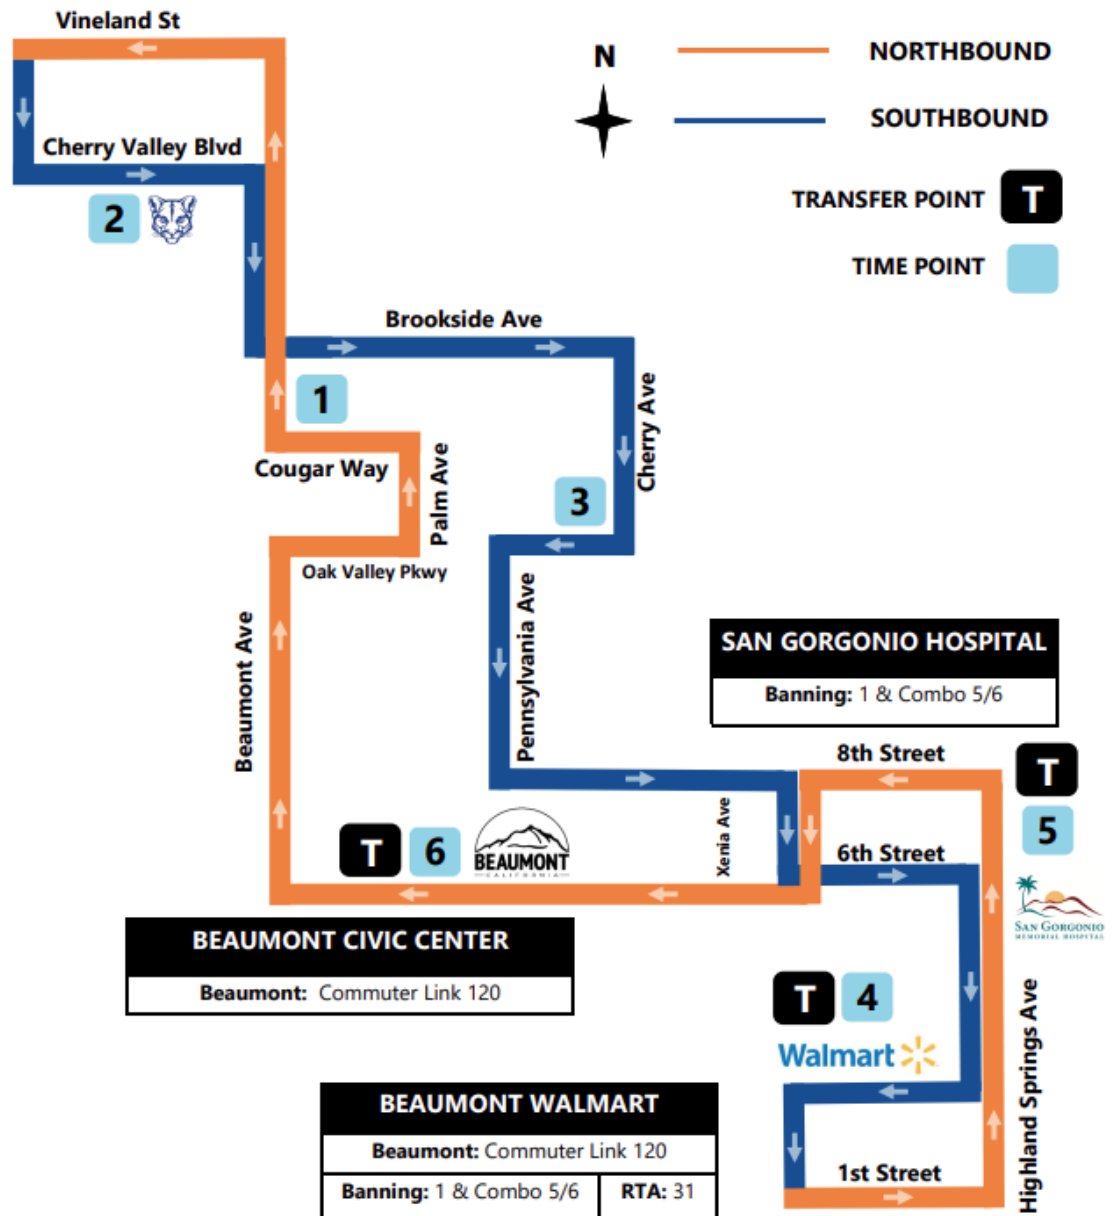 Vineland St
N
NORTHBOUND
SOUTHBOUND
Cherry Valley Blvd
TRANSFER POINT T
2
TIME POINT
Brookside Ave
1
Cherry Ave
Cougar Way
Palm Ave
3
Oak Valley Pkwy
Pennsylvania Ave
Beaumont Ave
SAN GORGONIO HOSPITAL
Banning: 1 & Combo 5/6
8th Street
T
5
Xenia Ave
T 6
BEAUMONT
CALIFORNIA
6th Street
SAN GORGONIO
MEMORIAL HOSPITAL
BEAUMONT CIVIC CENTER
Beaumont: Commuter Link 120
T 4
Walmart
Highland Springs Ave
BEAUMONT WALMART
Beaumont: Commuter Link 120
Banning: 1 & Combo 5/6
RTA: 31
1st Street